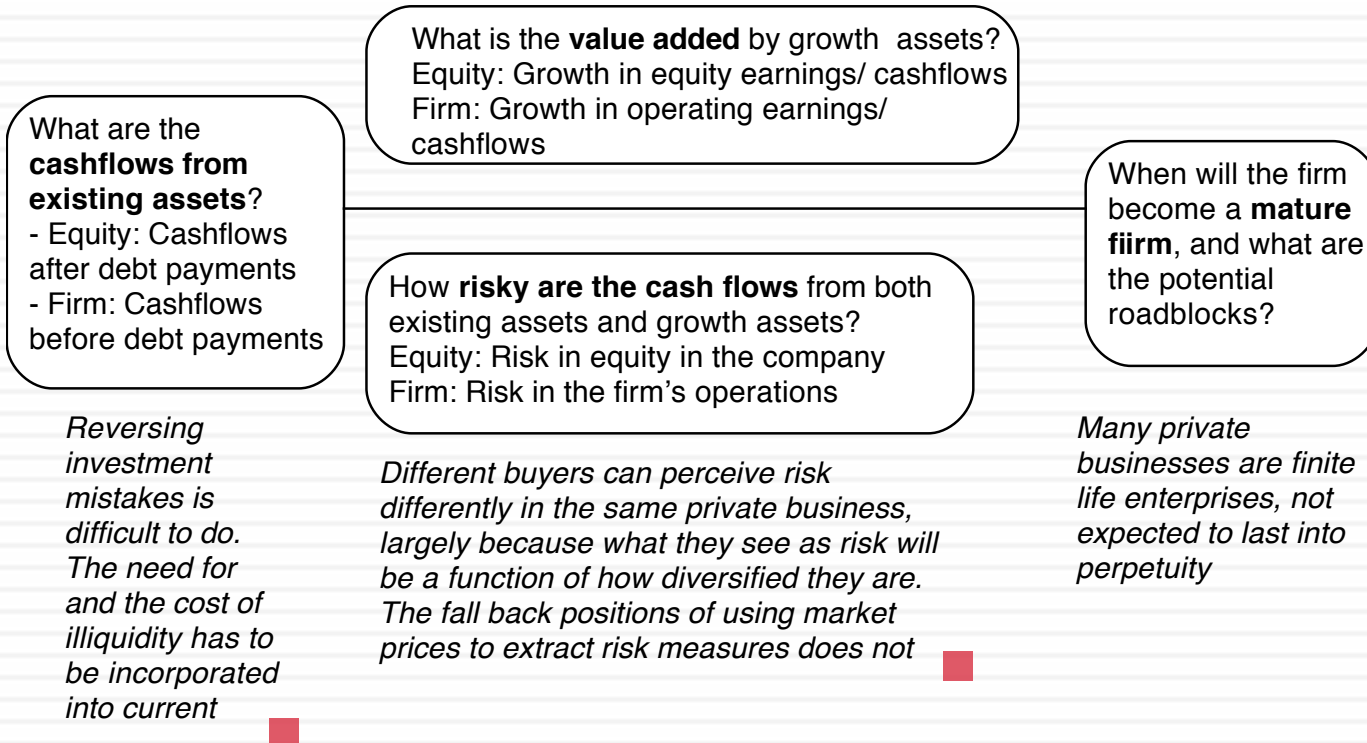 What is the value added by growth assets?
Equity: Growth in equity earnings/ cashflows
Firm: Growth in operating earnings/
cashflows
What are the
cashflows from
existing assets?
- Equity: Cashflows
after debt payments
- Firm: Cashflows
before debt payments
When will the firm
become a mature
fiirm, and what are
the potential
roadblocks?
How risky are the cash flows from both
existing assets and growth assets?
Equity: Risk in equity in the company
Firm: Risk in the firm's operations
Reversing
investment
mistakes is
difficult to do.
The need for
and the cost of
illiquidity has to
be incorporated
into current
Different buyers can perceive risk
differently in the same private business,
largely because what they see as risk will
be a function of how diversified they are.
The fall back positions of using market
prices to extract risk measures does not
Many private
businesses are finite
life enterprises, not
expected to last into
perpetuity